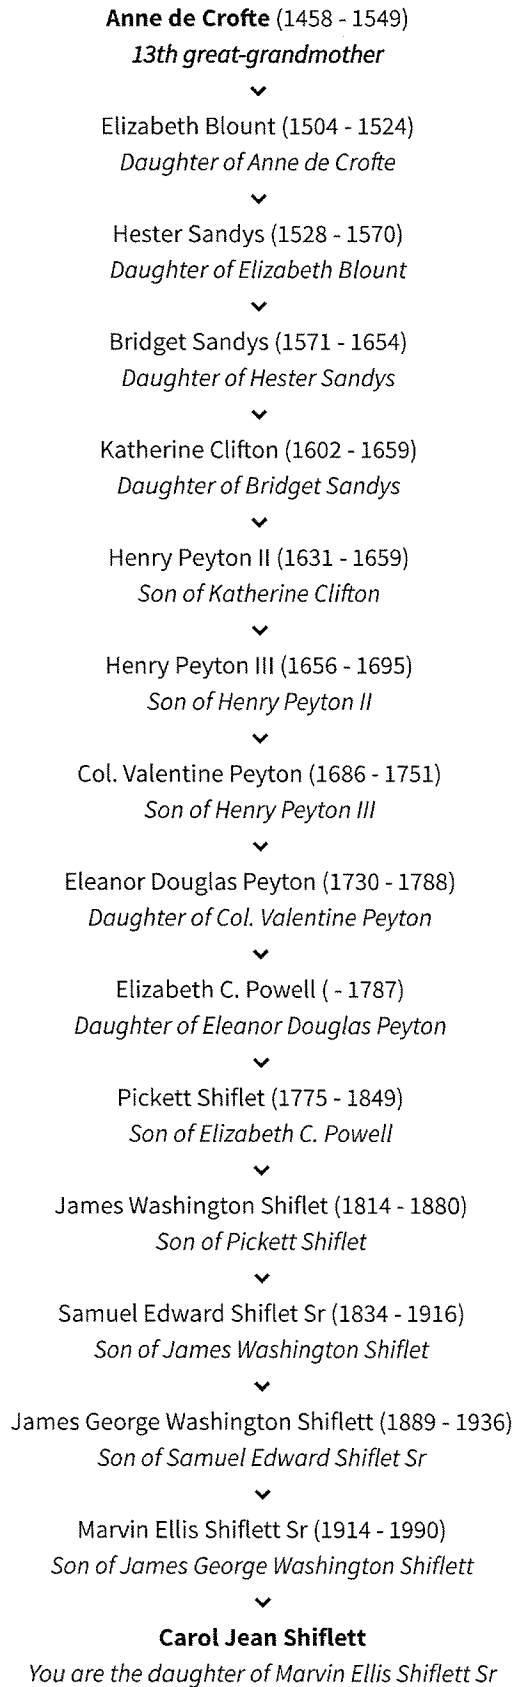 Anne de Crofte (1458 - 1549)
13th great-grandmother
Elizabeth Blount (1504 - 1524)
Daughter of Anne de Crofte
Hester Sandys (1528 - 1570)
Daughter of Elizabeth Blount
Bridget Sandys (1571 - 1654)
Daughter of Hester Sandys
Katherine Clifton (1602 - 1659)
Daughter of Bridget Sandys
Henry Peyton II (1631 - 1659)
Son of Katherine Clifton
Henry Peyton III (1656 - 1695)
Son of Henry Peyton II
Col. Valentine Peyton (1686 - 1751)
Son of Henry Peyton III
Eleanor Douglas Peyton (1730 - 1788)
Daughter of Col. Valentine Peyton
Elizabeth C. Powell ( - 1787)
Daughter of Eleanor Douglas Peyton
Pickett Shiflet (1775 - 1849)
Son of Elizabeth C. Powell
James Washington Shiflet (1814 - 1880)
Son of Pickett Shiflet
Samuel Edward Shiflet Sr (1834 - 1916)
Son of James Washington Shiflet
James George Washington Shiflett (1889 - 1936)
Son of Samuel Edward Shiflet Sr
Marvin Ellis Shiflett Sr (1914 - 1990)
Son of James George Washington Shiflett
Carol Jean Shiflett
You are the daughter of Marvin Ellis Shiflett Sr